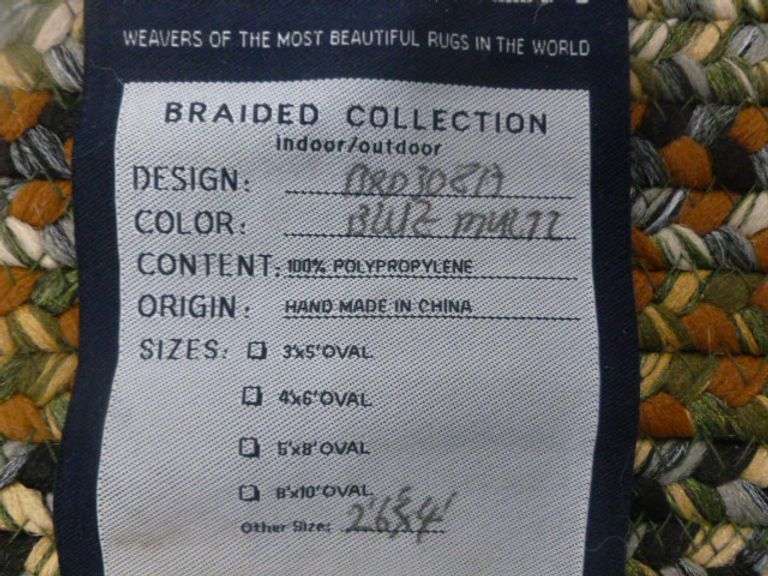 WEAVERS OF THE MOST BEAUTIFUL RUGS IN THE WORLD
BRAIDED COLLECTION
indoor/outdoor
DESIGN:
COLOR:
CONTENT: 100% POLYPROPYLENE
ORIGIN: HAND MADE IN CHINA
SIZES: 3'x5'OVAL
4'x6'OVAL
5'x8'OVAL
8'x10'OVAL
Other Size: